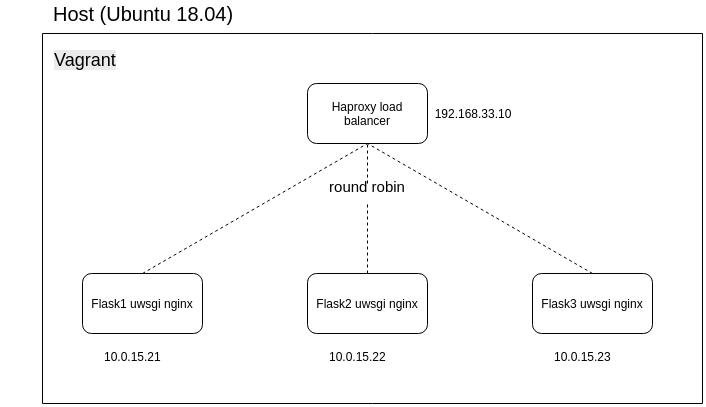 Host (Ubuntu 18.04)
Vagrant
Haproxy load
balancer
192.168.33.10
round robin
Flask1 uwsgi nginx
Flask2 uwsgi nginx
Flask3 uwsgi nginx
10.0.15.21
10.0.15.22
10.0.15.23